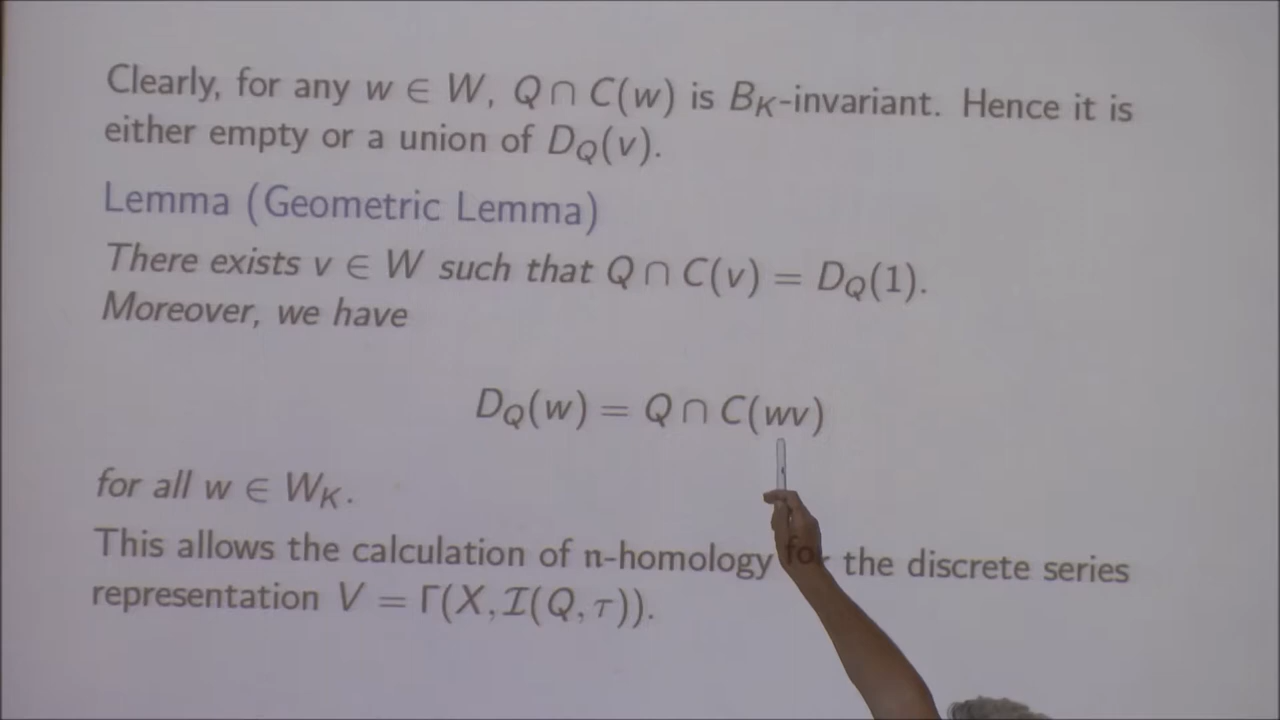 Clearly, for any w ∈ W, Q ∩ C(w) is B_K-invariant. Hence it is
either empty or a union of D_Q(v).
Lemma (Geometric Lemma)
There exists v ∈ W such that Q ∩ C(v) = D_Q(1).
Moreover, we have
D_Q(w) = Q ∩ C(wv)
for all w ∈ W_K.
This allows the calculation of 𝔫-homology for the discrete series
representation V = Γ(X, ℐ(Q, τ)).